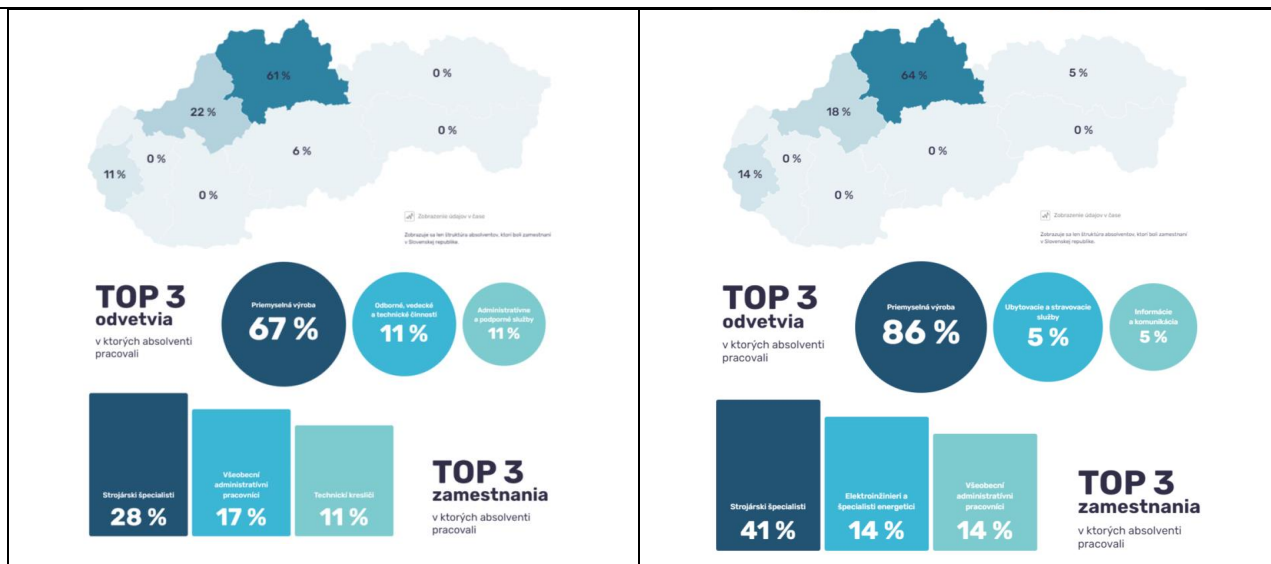 61 %
0 %
22 %
0 %
6 %
0 %
11 %
0 %
Zobrazenie údajov v čase
Zobrazuje sa len štruktúra absolventov, ktorí boli zamestnaní
v Slovenskej republike.
TOP 3
odvetvia
v ktorých absolventi
pracovali
Priemyselná výroba
67 %
Odborné, vedecké
a technické činnosti
11 %
Administratívne
a podporné služby
11 %
Strojárski špecialisti
28 %
Všeobecní
administratívni
pracovníci
17 %
Technickí kresliči
11 %
TOP 3
zamestnania
v ktorých absolventi
pracovali
64 %
5 %
18 %
0 %
0 %
0 %
14 %
0 %
Zobrazenie údajov v čase
Zobrazuje sa len štruktúra absolventov, ktorí boli zamestnaní
v Slovenskej republike.
TOP 3
odvetvia
v ktorých absolventi
pracovali
Priemyselná výroba
86 %
Ubytovacie a stravovacie
služby
5 %
Informácie
a komunikácia
5 %
Strojárski špecialisti
41 %
Elektroinžinieri a
špecialisti energetici
14 %
Všeobecní
administratívni
pracovníci
14 %
TOP 3
zamestnania
v ktorých absolventi
pracovali